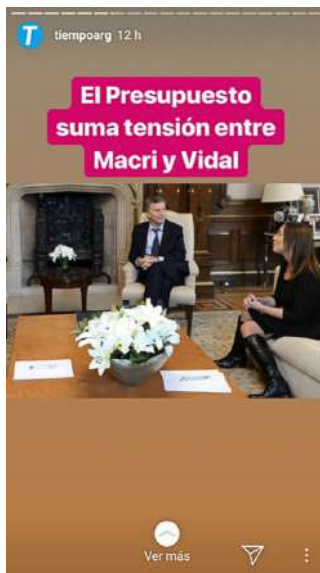 T
tiempoarg 12 h
El Presupuesto
suma tensión entre
Macri y Vidal
Ver más